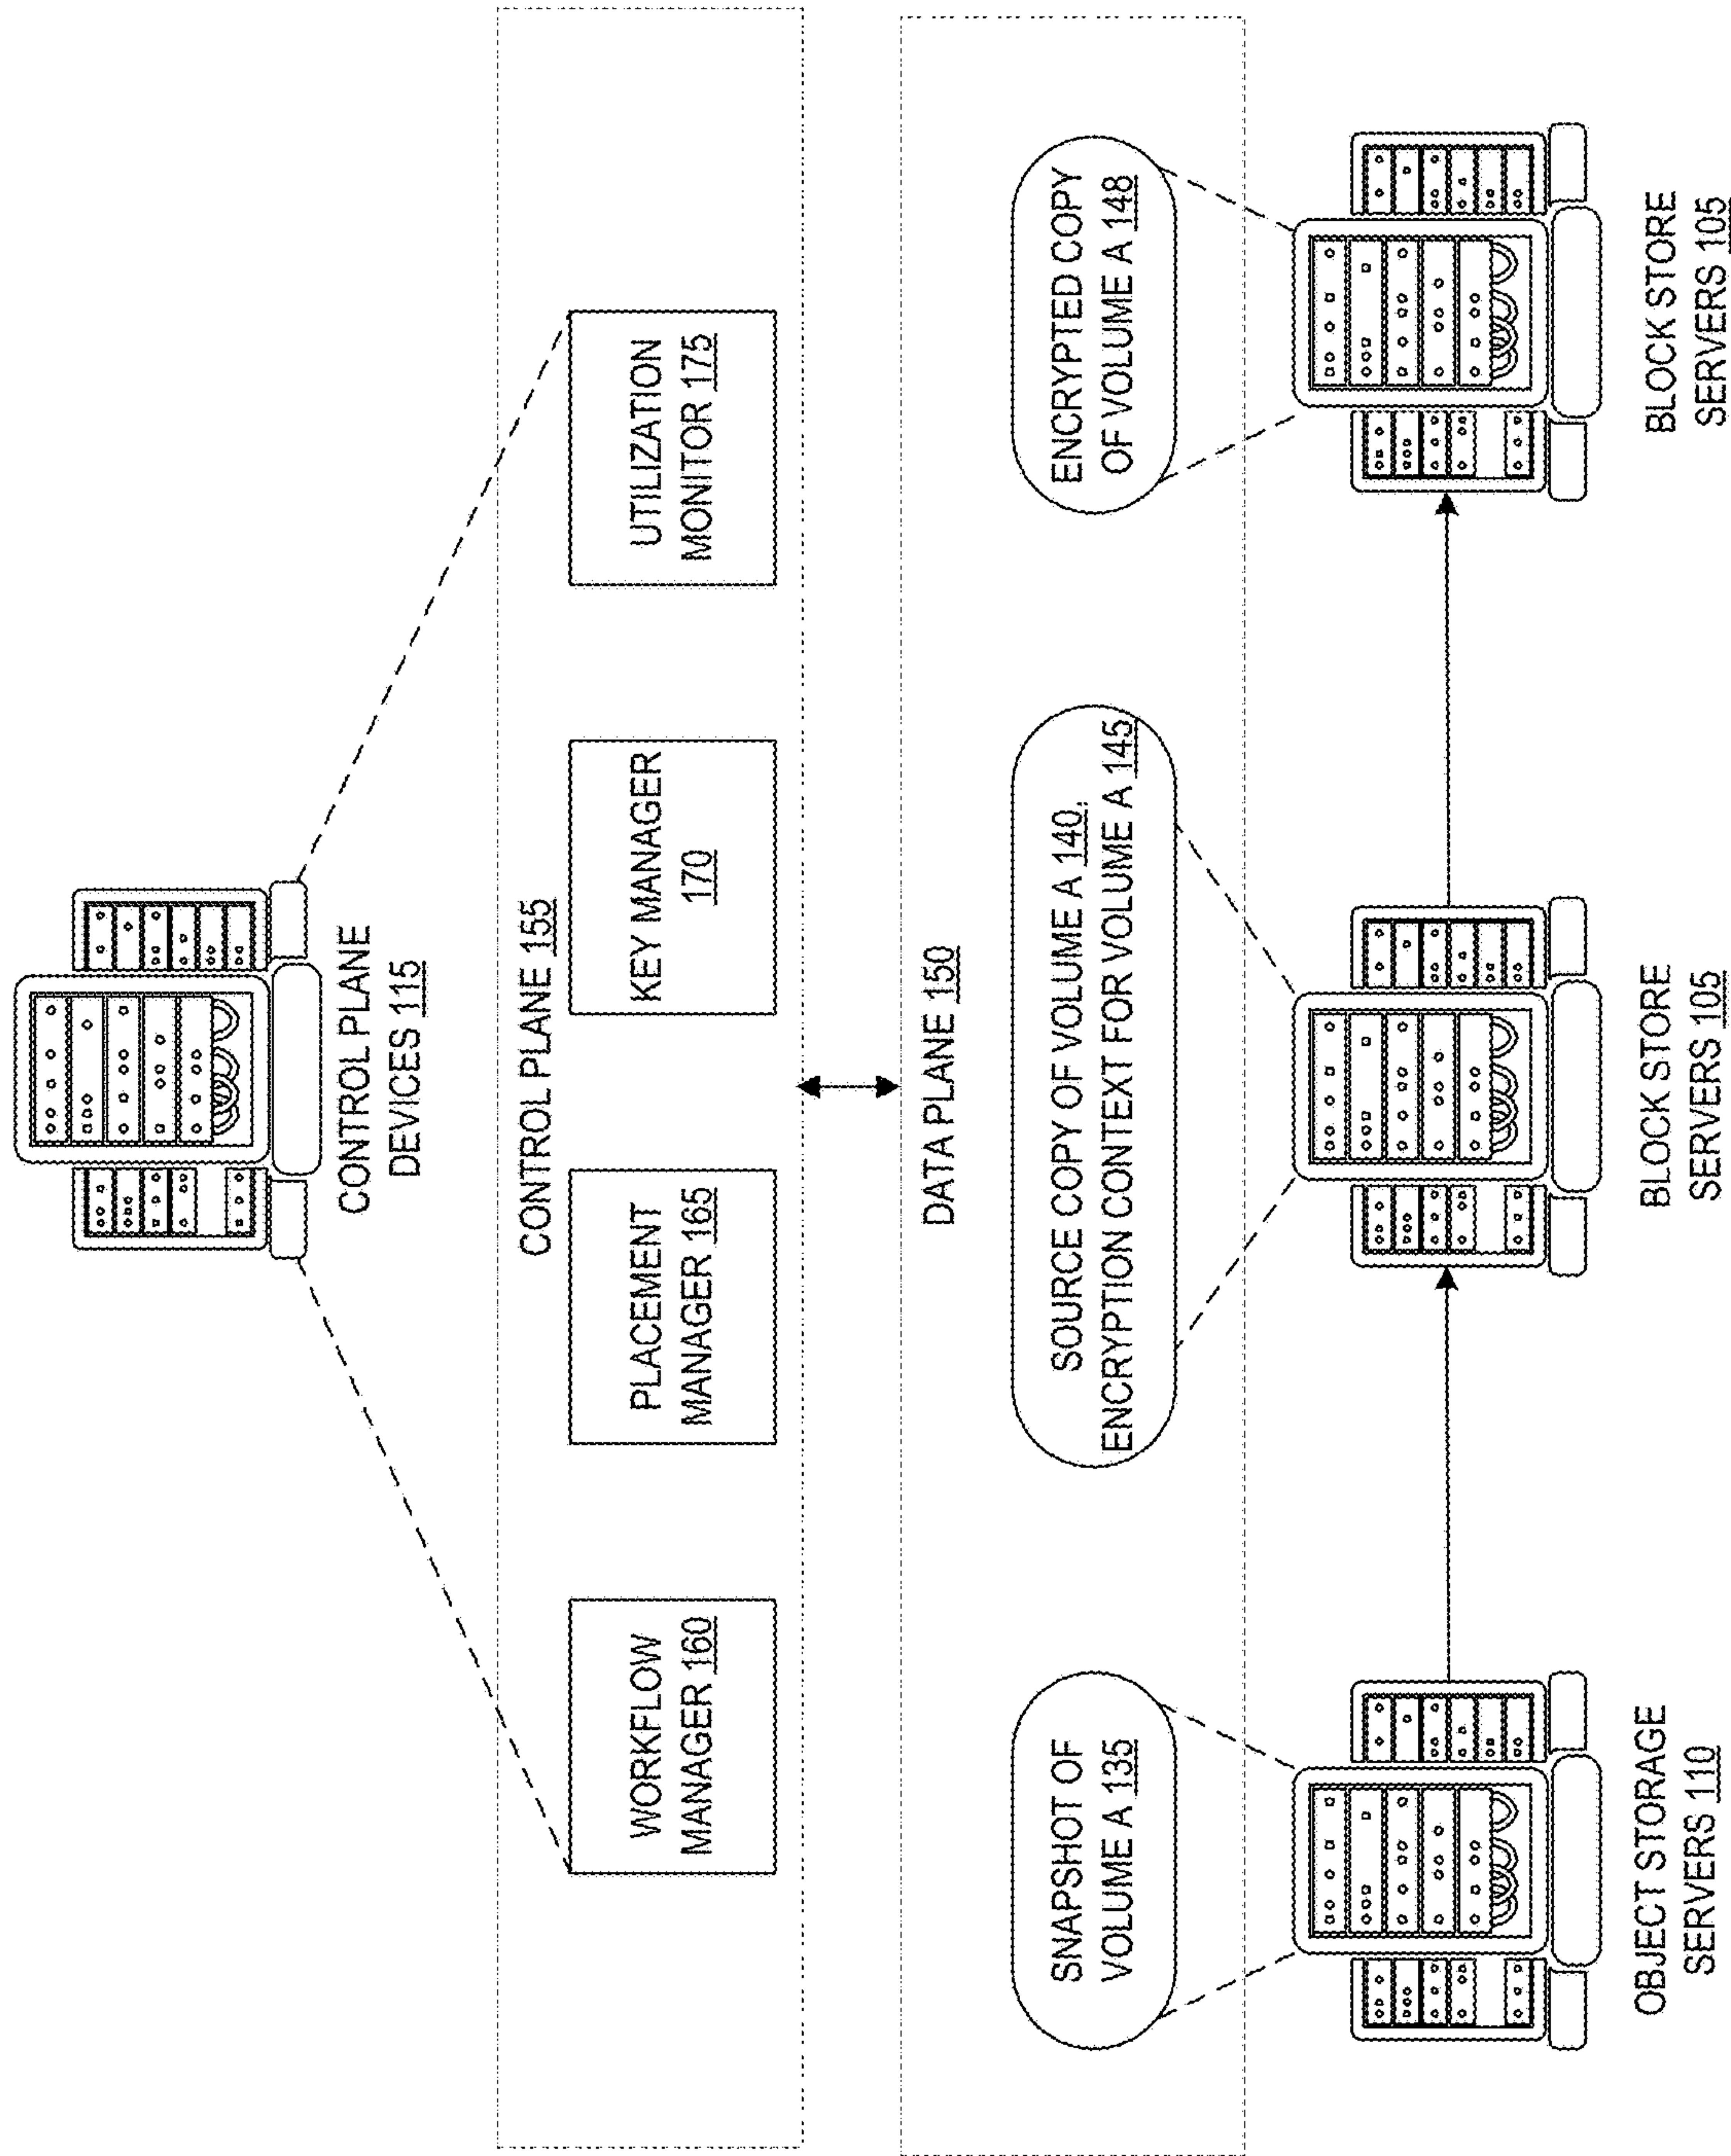 CONTROL PLANE
DEVICES 115
CONTROL PLANE 155
WORKFLOW
MANAGER 160
PLACEMENT
MANAGER 165
KEY MANAGER
170
UTILIZATION
MONITOR 175
DATA PLANE 150
SNAPSHOT OF
VOLUME A 135
SOURCE COPY OF VOLUME A 140,
ENCRYPTION CONTEXT FOR VOLUME A 145
ENCRYPTED COPY
OF VOLUME A 148
OBJECT STORAGE
SERVERS 110
BLOCK STORE
SERVERS 105
BLOCK STORE
SERVERS 105